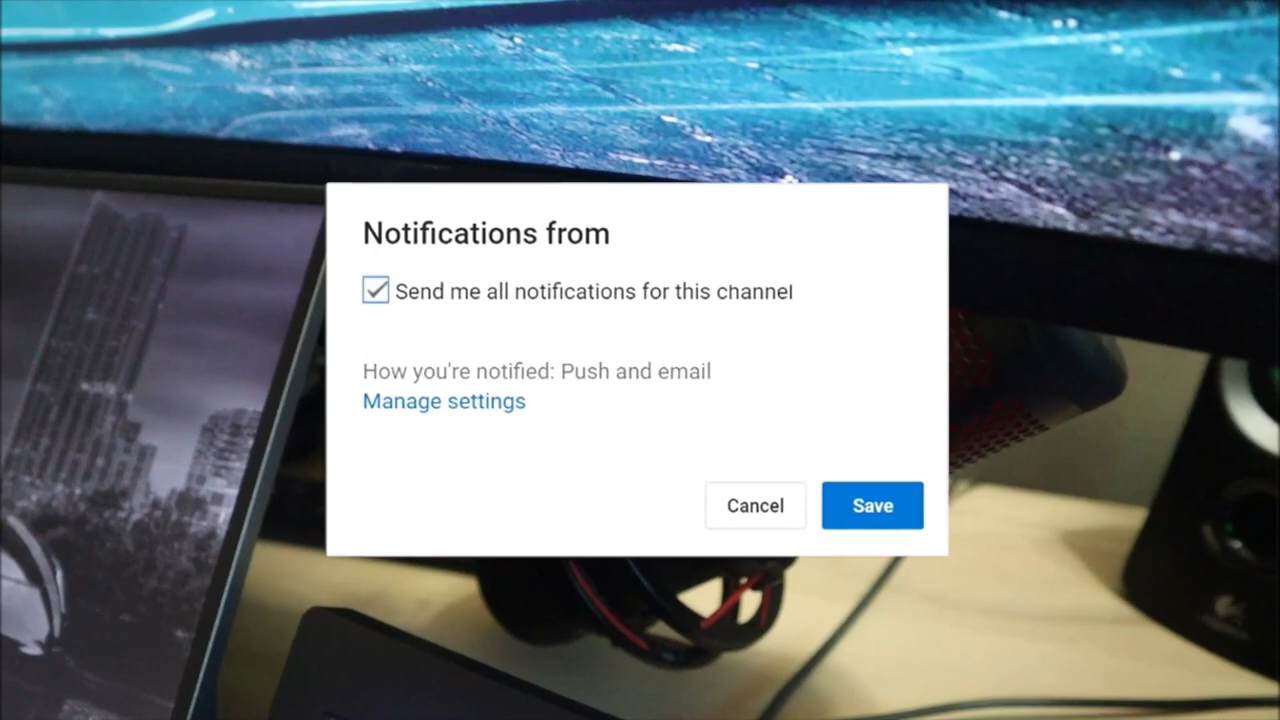 Notifications from
Send me all notifications for this channel
How you're notified: Push and email
Manage settings
Cancel
Save